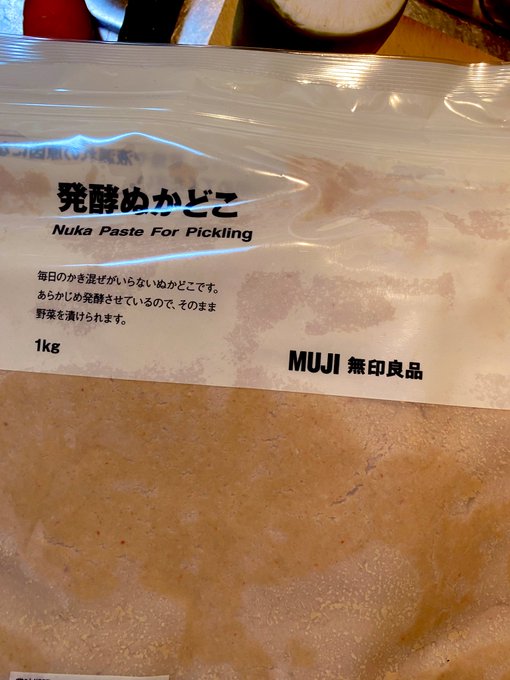 発酵ぬかどこ
Nuka Paste For Pickling
毎日のかき混ぜがいらないぬかどこです。
あらかじめ発酵させているので、そのまま
野菜を漬けられます。
1kg
MUJI 無印良品